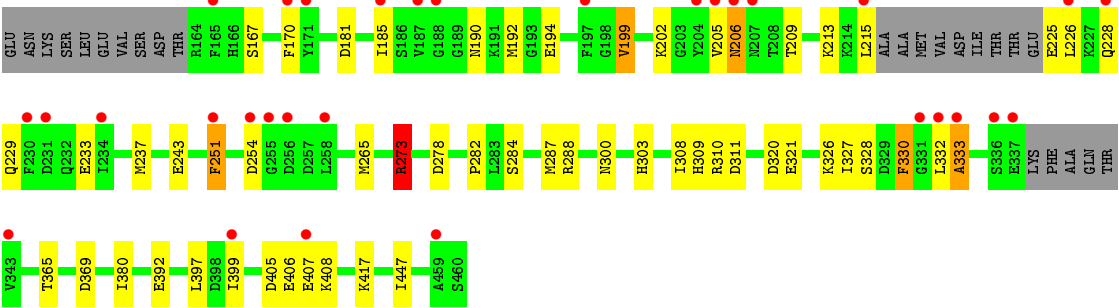 GLU ASN LYS SER LEU GLU VAL SER ASP THR R164 F165 H166 S167 F170 Y171 D181 I185 S186 V187 G188 G189 N190 K191 M192 G193 E194 F197 G198 V199 K202 G203 Y204 V205 N206 N207 T208 T209 K213 K214 L215 ALA ALA MET VAL ASP ILE THR THR GLU E225 L226 K227 Q228
Q229 F230 D231 Q232 E233 I234 M237 E243 F251 D254 G255 D256 D257 L258 M265 R273 D278 P282 L283 S284 M287 R288 N300 H303 I308 H309 R310 D311 D320 E321 K326 I327 S328 D329 F330 G331 L332 A333 S336 E337 LYS PHE ALA GLN THR
V343 T365 D369 I380 E392 L397 D398 I399 D405 E406 E407 K408 K417 I447 A459 S460